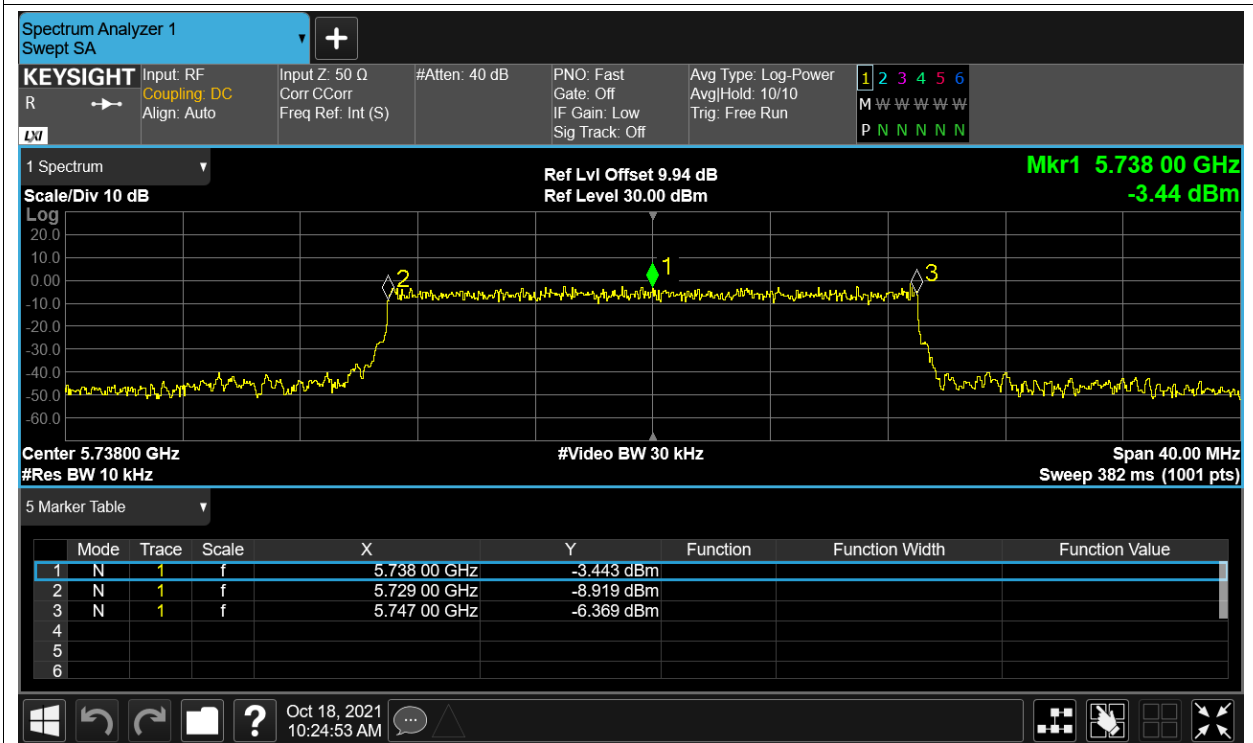 Spectrum Analyzer 1
Swept SA
+
KEYSIGHT
R
LXI
Input: RF
Coupling: DC
Align: Auto
Input Z: 50 Ω
Corr CCorr
Freq Ref: Int (S)
#Atten: 40 dB
PNO: Fast
Gate: Off
IF Gain: Low
Sig Track: Off
Avg Type: Log-Power
Avg|Hold: 10/10
Trig: Free Run
1 2 3 4 5 6
M W W W W W
P N N N N N
1 Spectrum
Scale/Div 10 dB
Ref Lvl Offset 9.94 dB
Ref Level 30.00 dBm
Mkr1 5.738 00 GHz
-3.44 dBm
Log
20.0
10.0
0.00
-10.0
-20.0
-30.0
-40.0
-50.0
-60.0
2
1
3
Center 5.73800 GHz
#Video BW 30 kHz
Span 40.00 MHz
#Res BW 10 kHz
Sweep 382 ms (1001 pts)
5 Marker Table
Mode Trace Scale X Y Function Function Width Function Value
1 N 1 f 5.738 00 GHz -3.443 dBm
2 N 1 f 5.729 00 GHz -8.919 dBm
3 N 1 f 5.747 00 GHz -6.369 dBm
4
5
6
?
Oct 18, 2021
10:24:53 AM